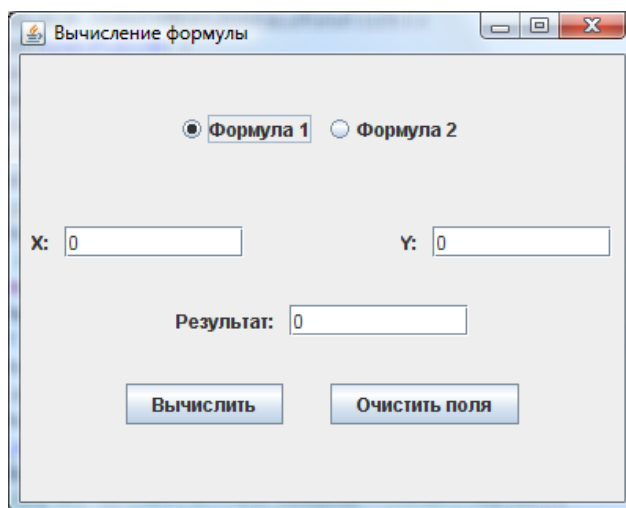 Вычисление формулы
Формула 1 Формула 2
X: 0 Y: 0
Результат: 0
Вычислить Очистить поля